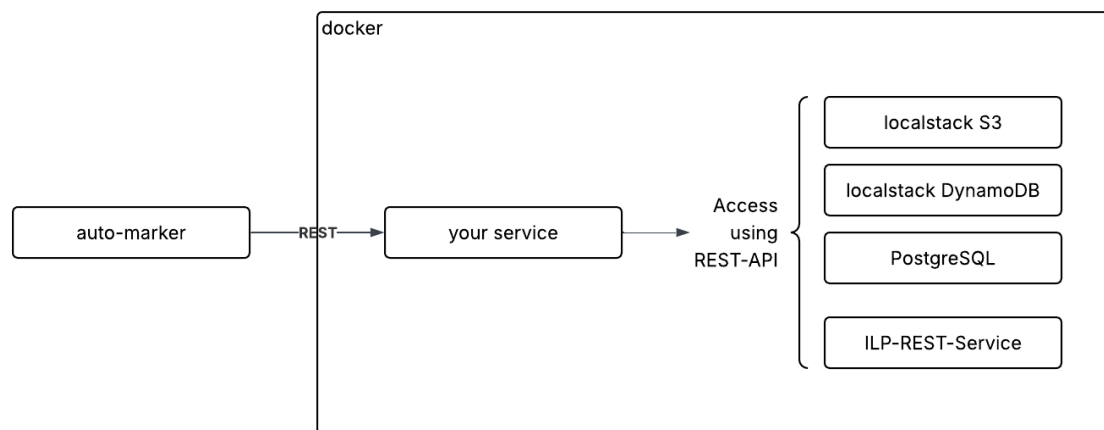 docker
auto-marker
REST
your service
Access
using
REST-API
localstack S3
localstack DynamoDB
PostgreSQL
ILP-REST-Service